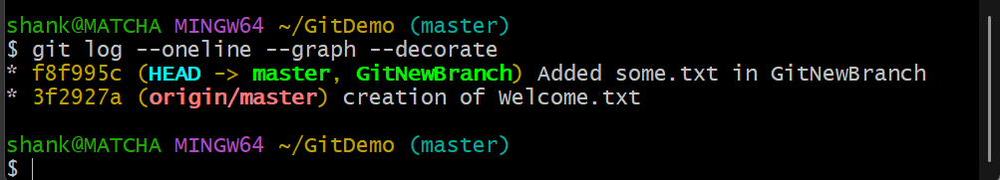 shank@MATCHA MINGW64 ~/GitDemo (master)
$ git log --oneline --graph --decorate
* f8f995c (HEAD -> master, GitNewBranch) Added some.txt in GitNewBranch
* 3f2927a (origin/master) creation of Welcome.txt
shank@MATCHA MINGW64 ~/GitDemo (master)
$